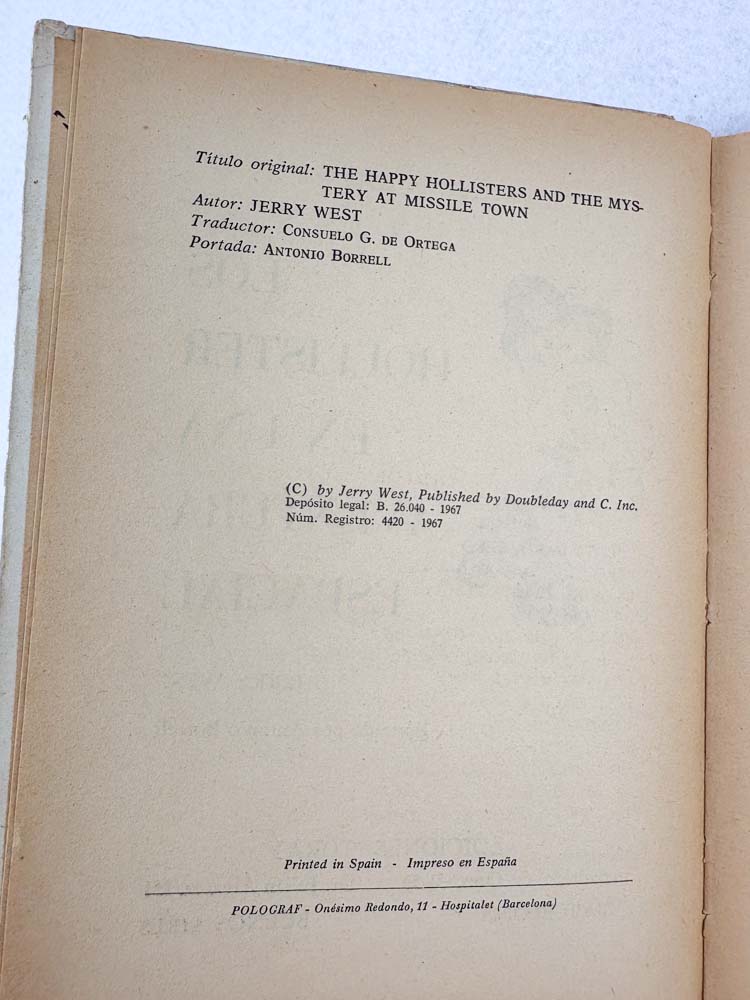 Título original: THE HAPPY HOLLISTERS AND THE MYS-
TERY AT MISSILE TOWN
Autor: JERRY WEST
Traductor: CONSUELO G. DE ORTEGA
Portada: ANTONIO BORRELL
(C) by Jerry West, Published by Doubleday and C. Inc.
Depósito legal: B. 26.040 - 1967
Núm. Registro: 4420 - 1967
Printed in Spain - Impreso en España
POLOGRAF - Onésimo Redondo, 11 - Hospitalet (Barcelona)